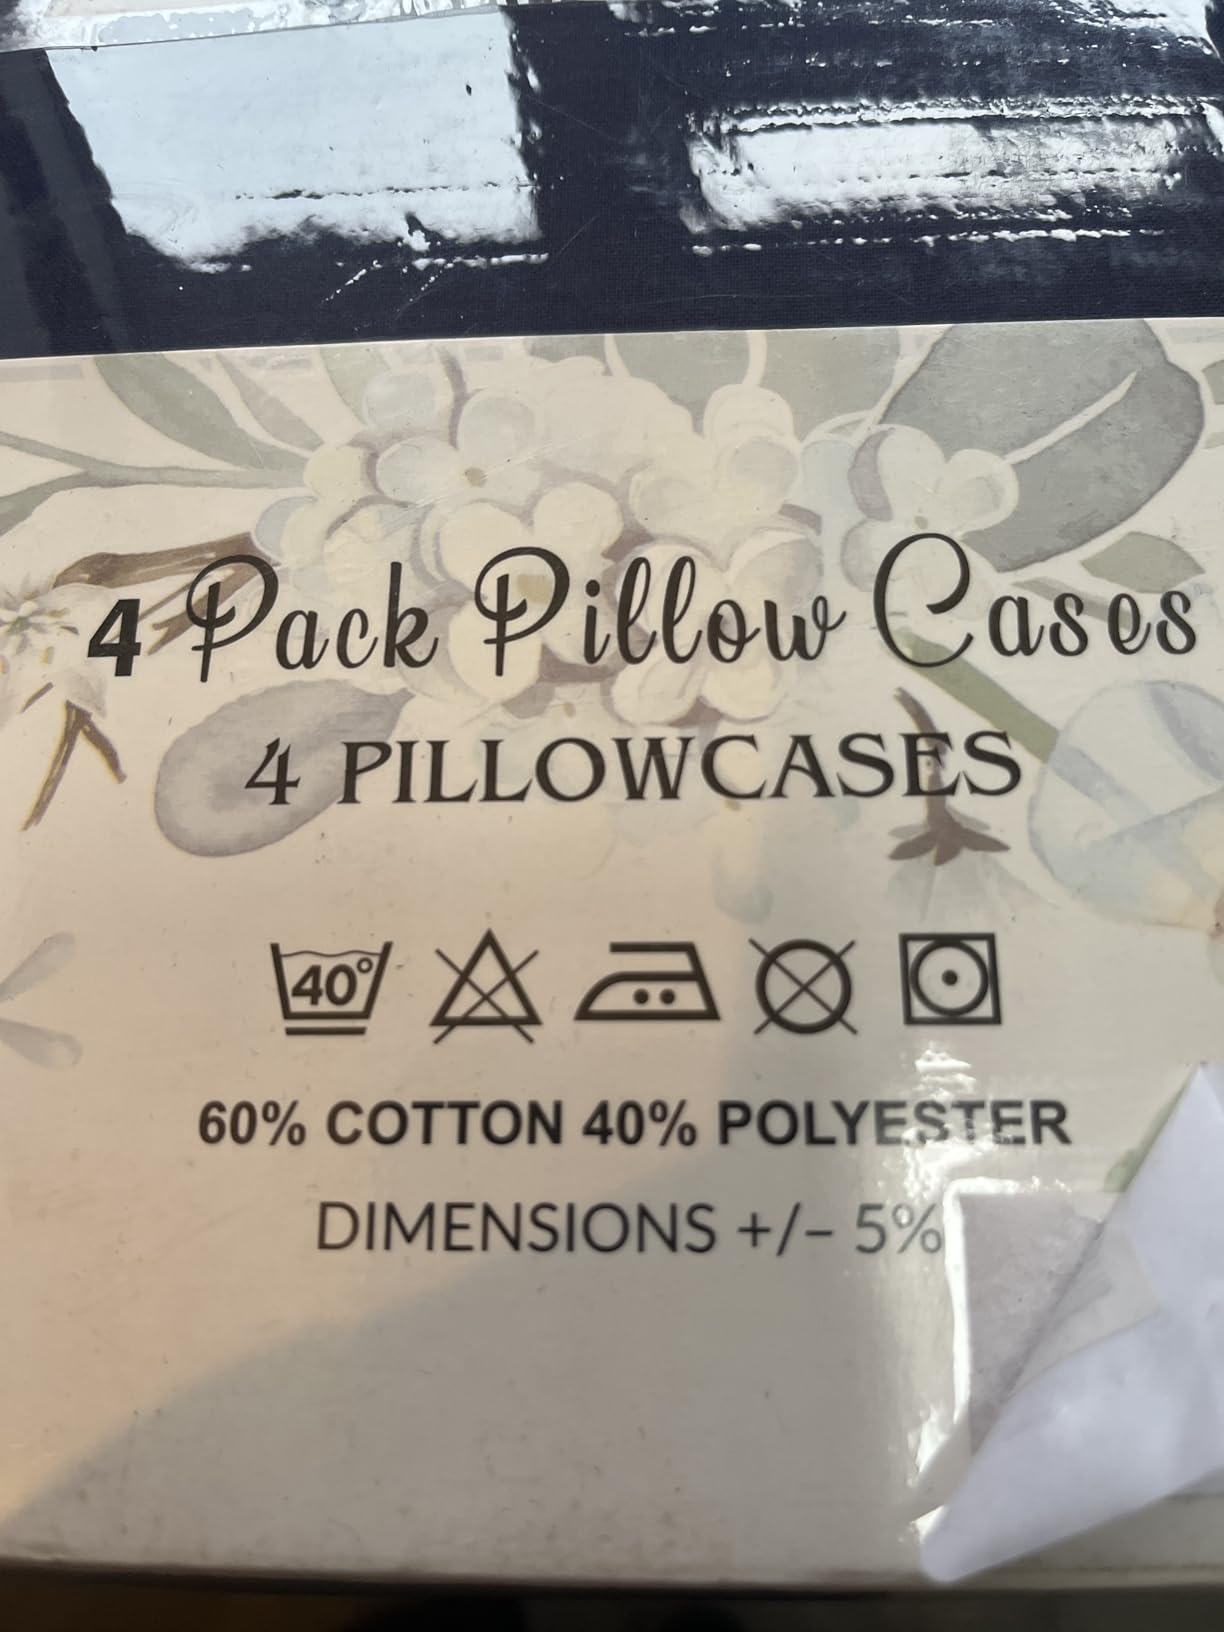 4 Pack Pillow Cases
4 PILLOWCASES
40°
60% COTTON 40% POLYESTER
DIMENSIONS +/– 5%